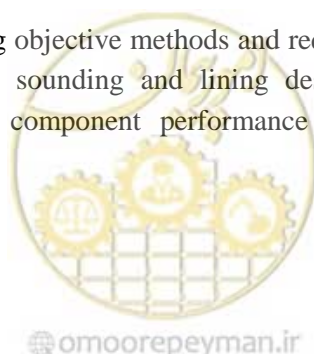 g objective methods and rec
sounding and lining de
component performance
omoorepeyman.ir